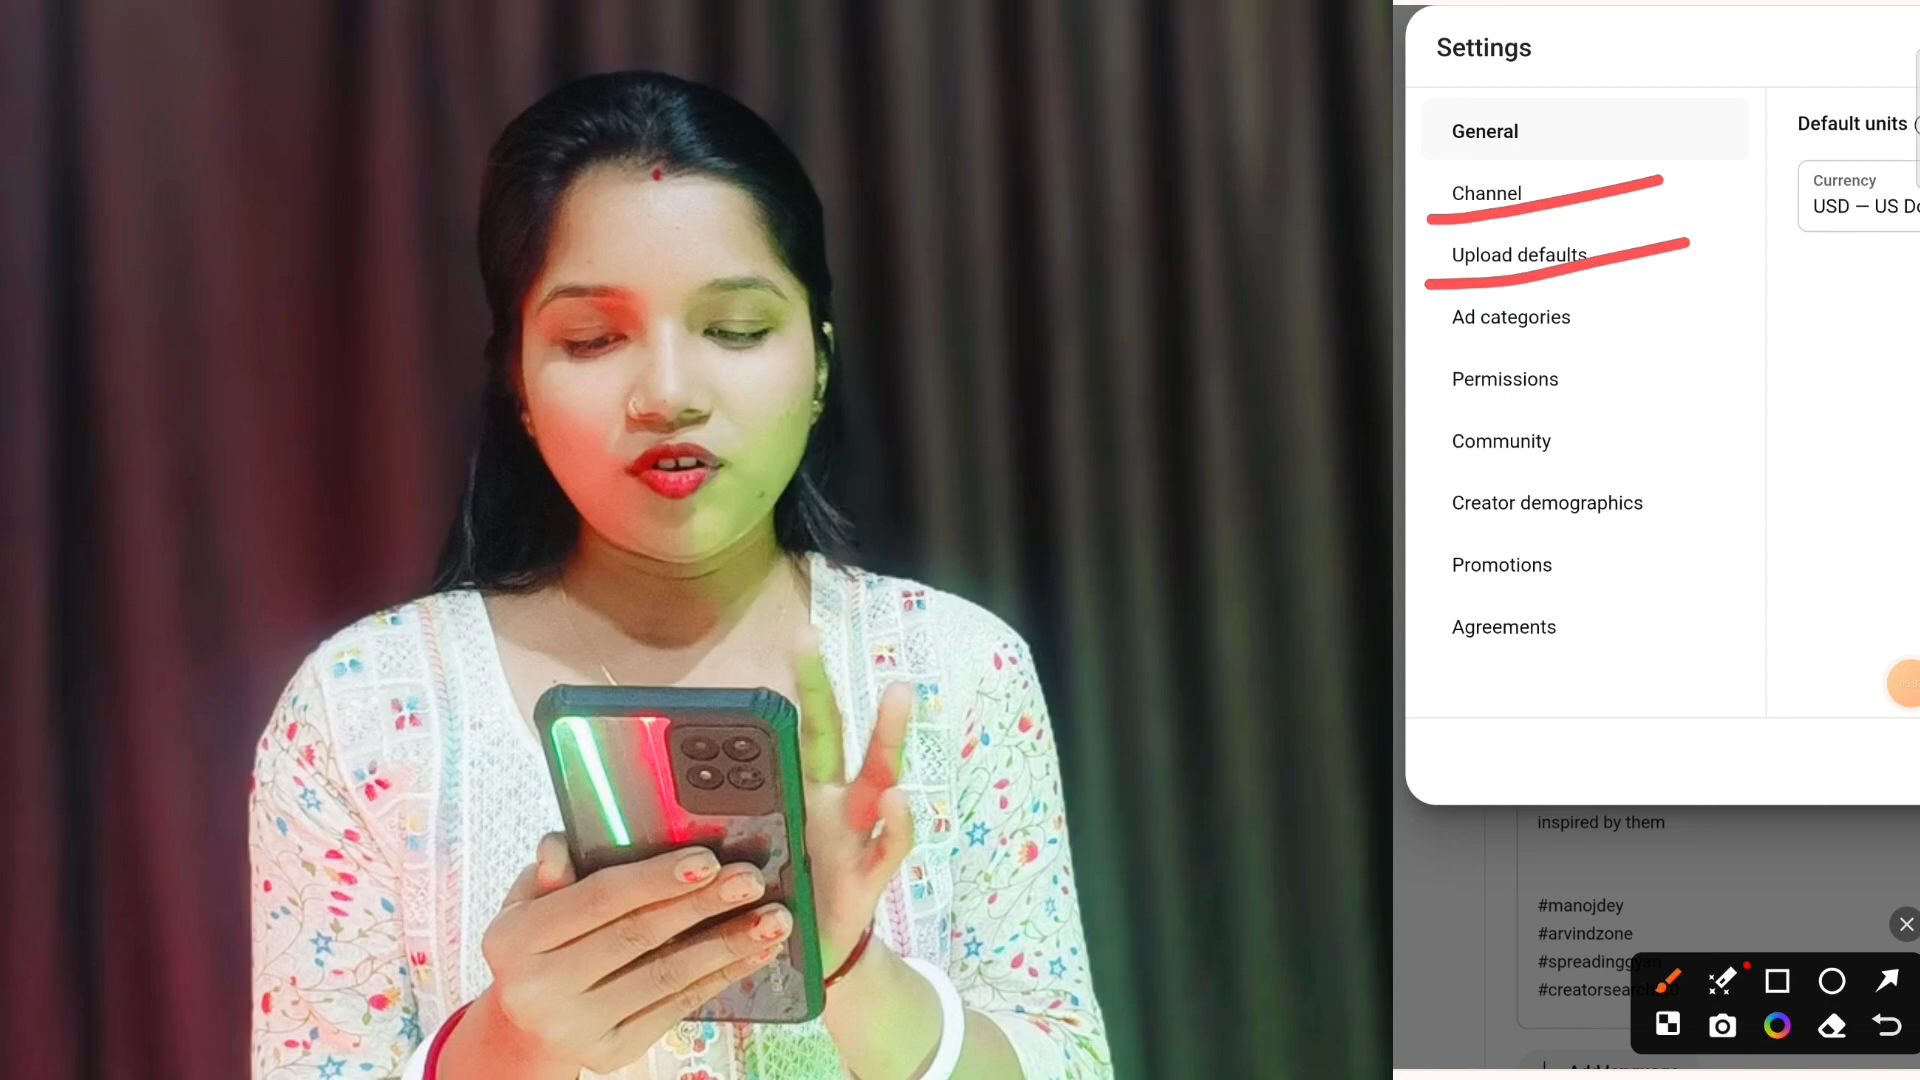 Settings
General
Channel
Upload defaults
Ad categories
Permissions
Community
Creator demographics
Promotions
Agreements
Default units
Currency
USD — US
inspired by them
#manojdey
#arvindzone
#spreadinggyan